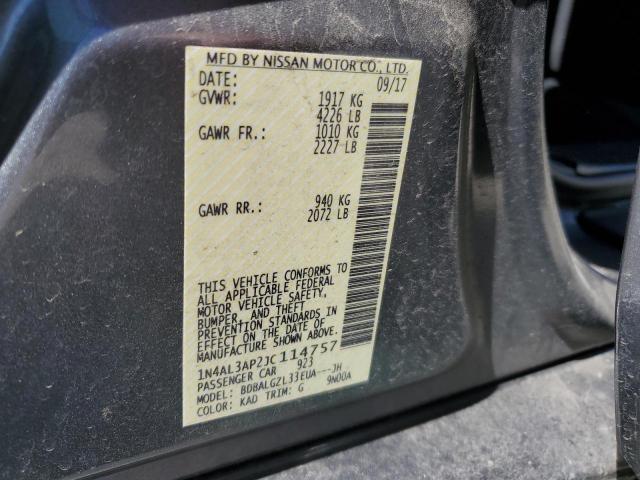 MFD BY NISSAN MOTOR CO., LTD.
DATE: 09/17
GVWR: 1917 KG
4226 LB
GAWR FR.: 1010 KG
2227 LB
GAWR RR.: 940 KG
2072 LB
THIS VEHICLE CONFORMS TO
ALL APPLICABLE FEDERAL
MOTOR VEHICLE SAFETY,
BUMPER, AND THEFT
PREVENTION STANDARDS IN
EFFECT ON THE DATE OF
MANUFACTURE SHOWN ABOVE.
1N4AL3AP2JC114757
PASSENGER CAR 923
MODEL: BDBALGZL33EUA---JH
COLOR: KAD TRIM: G 9N00A